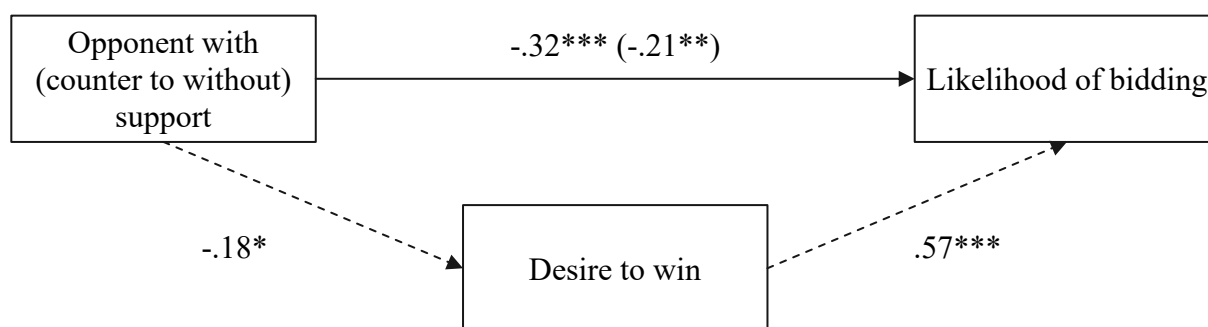 Opponent with
(counter to without)
support
-.32*** (-.21**)
Likelihood of bidding
-.18*
Desire to win
.57***